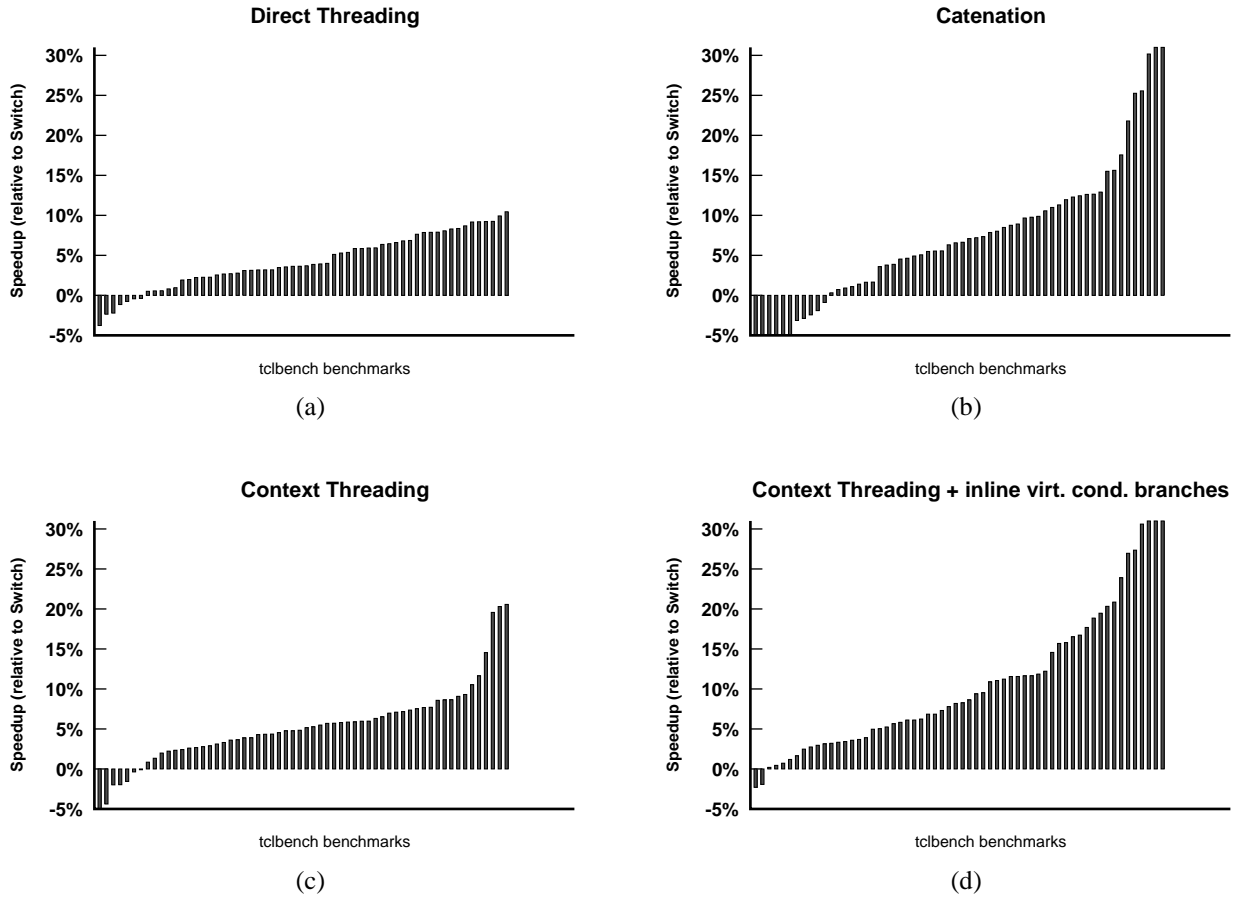 Direct Threading
Speedup (relative to Switch)
30%
25%
20%
15%
10%
5%
0%
-5%
tclbench benchmarks
(a)
Catenation
Speedup (relative to Switch)
30%
25%
20%
15%
10%
5%
0%
-5%
tclbench benchmarks
(b)
Context Threading
Speedup (relative to Switch)
30%
25%
20%
15%
10%
5%
0%
-5%
tclbench benchmarks
(c)
Context Threading + inline virt. cond. branches
Speedup (relative to Switch)
30%
25%
20%
15%
10%
5%
0%
-5%
tclbench benchmarks
(d)